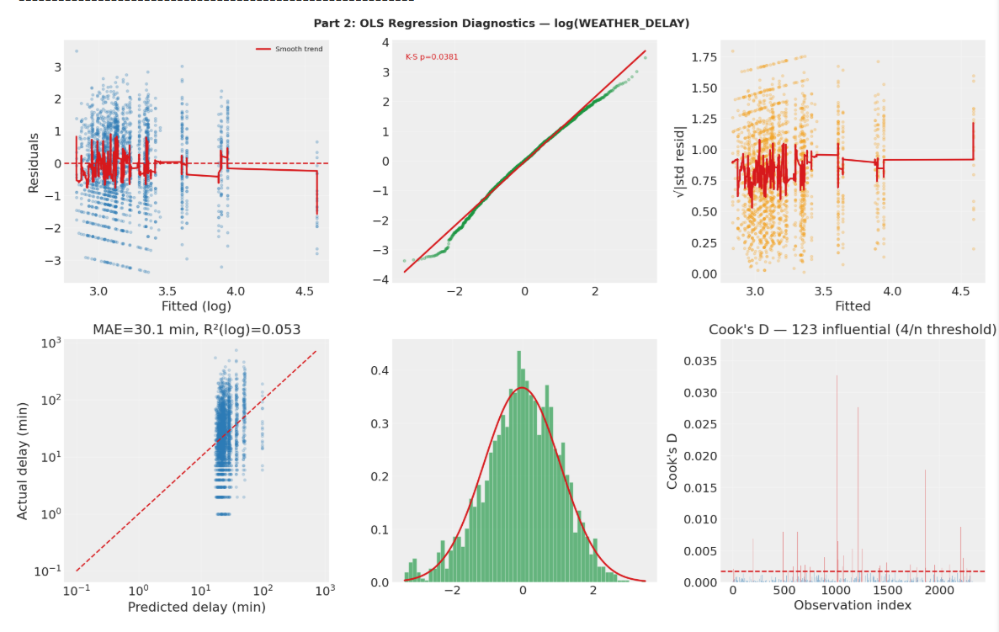 Part 2: OLS Regression Diagnostics — log(WEATHER_DELAY)
Smooth trend
3
2
1
0
−1
−2
−3
Residuals
3.0 3.5 4.0 4.5
Fitted (log)
K-S p=0.0381
4
3
2
1
0
−1
−2
−3
−4
−2 0 2
1.75
1.50
1.25
1.00
0.75
0.50
0.25
0.00
√|std resid|
3.0 3.5 4.0 4.5
Fitted
MAE=30.1 min, R²(log)=0.053
10³
10²
10¹
10⁰
10⁻¹
Actual delay (min)
10⁻¹ 10⁰ 10¹ 10² 10³
Predicted delay (min)
0.4
0.3
0.2
0.1
0.0
−2 0 2
Cook's D — 123 influential (4/n threshold)
0.035
0.030
0.025
0.020
0.015
0.010
0.005
0.000
Cook's D
0 500 1000 1500 2000
Observation index